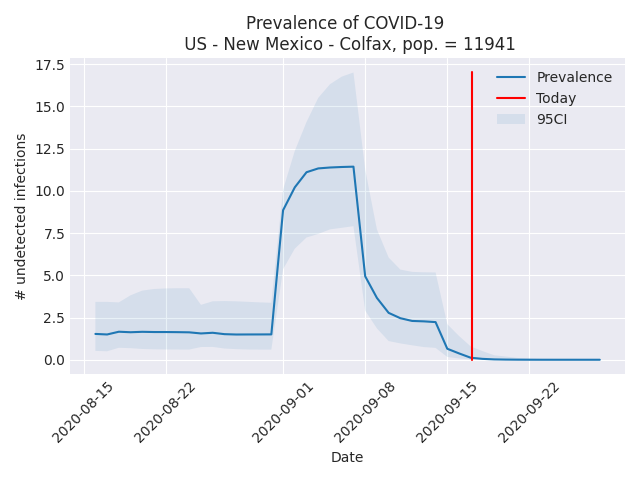 Prevalence of COVID-19
US - New Mexico - Colfax, pop. = 11941
17.5
15.0
12.5
10.0
7.5
5.0
2.5
0.0
# undetected infections
Prevalence
Today
95CI
2020-08-15
2020-08-22
2020-09-01
2020-09-08
2020-09-15
2020-09-22
Date